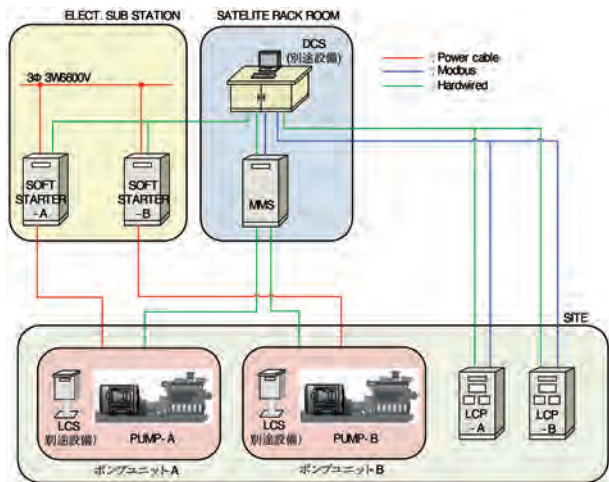 ELECT. SUB STATION
SATELITE RACK ROOM
3Φ 3W6600V
DCS
(別途設備)
: Power cable
: Modbus
: Hardwired
SOFT
STARTER
-A
SOFT
STARTER
-B
MMS
SITE
LCS
別途設備)
PUMP-A
ポンプユニット-A
LCS
別途設備)
PUMP-B
ポンプユニット-B
LCP
-A
LCP
-B